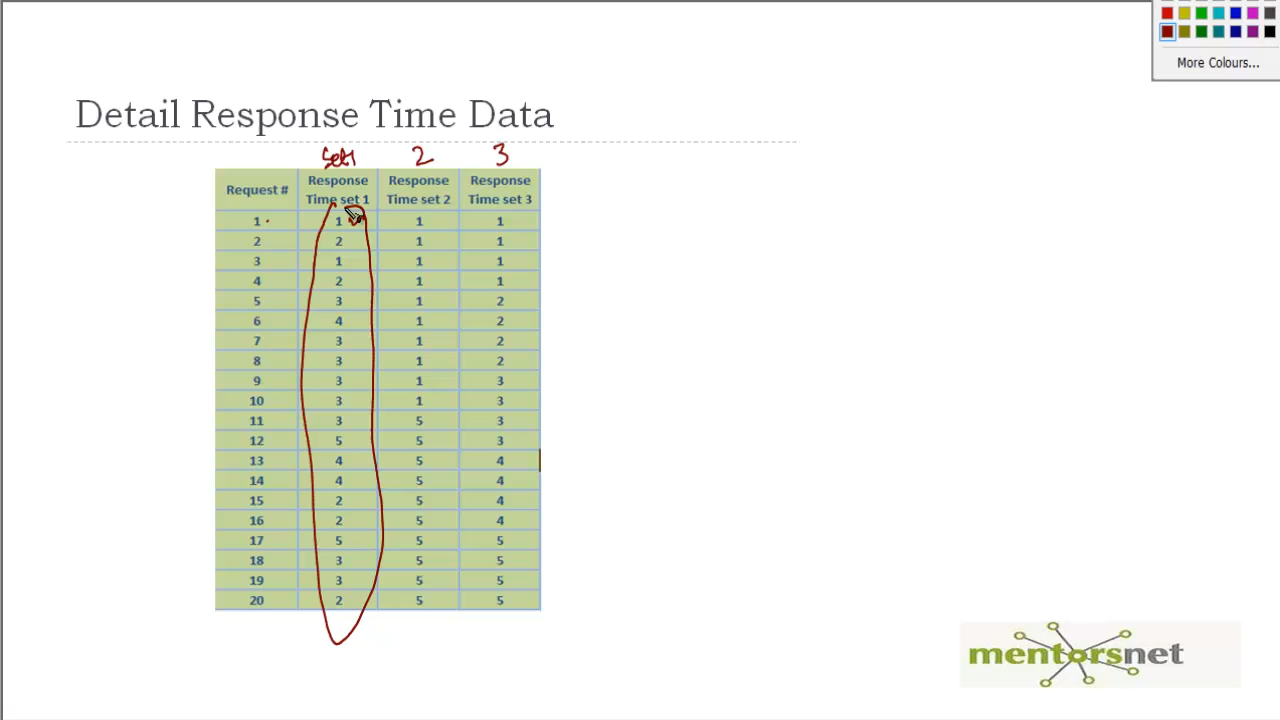 More Colours...
Detail Response Time Data
Set1 2 3
Request # Response Time set 1 Response Time set 2 Response Time set 3
1 1 1 1
2 2 1 1
3 1 1 1
4 2 1 1
5 3 1 2
6 4 1 2
7 3 1 2
8 3 1 2
9 3 1 3
10 3 1 3
11 3 5 3
12 5 5 3
13 4 5 4
14 4 5 4
15 2 5 4
16 2 5 4
17 5 5 5
18 3 5 5
19 3 5 5
20 2 5 5
mentorsnet